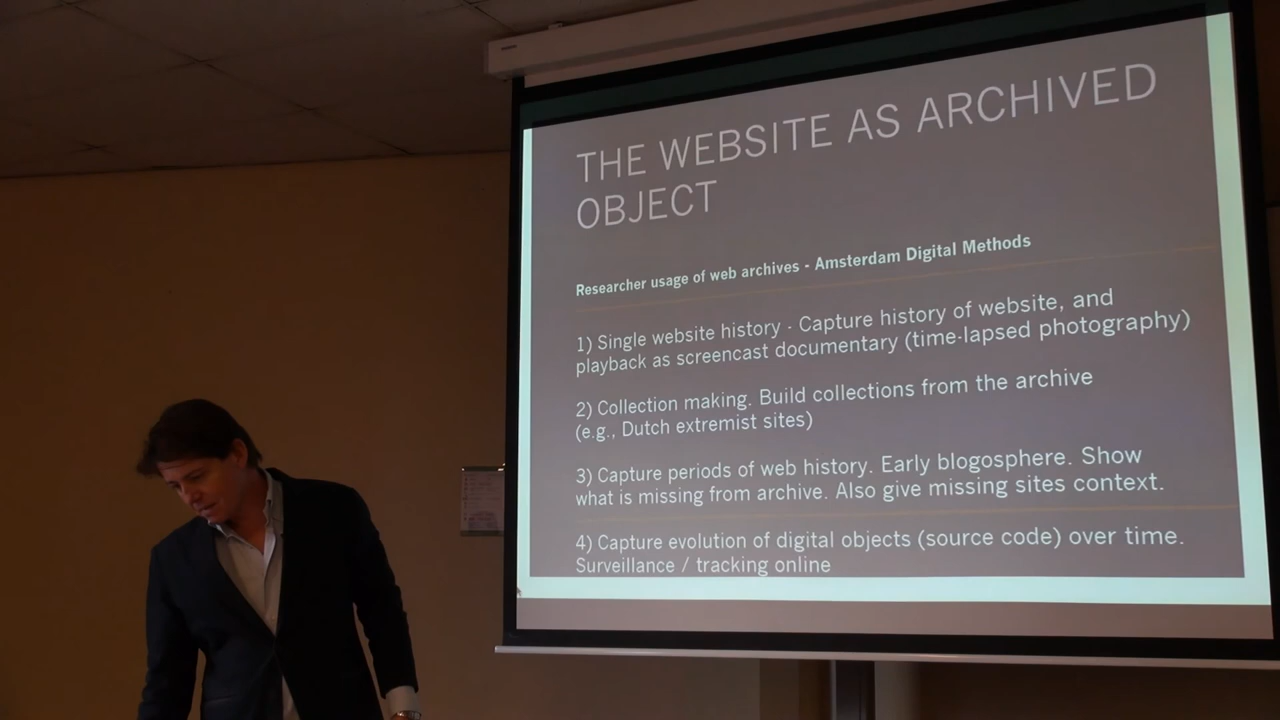 THE WEBSITE AS ARCHIVED
OBJECT
Researcher usage of web archives - Amsterdam Digital Methods
1) Single website history - Capture history of website, and
playback as screencast documentary (time-lapsed photography)
2) Collection making. Build collections from the archive
(e.g., Dutch extremist sites)
3) Capture periods of web history. Early blogosphere. Show
what is missing from archive. Also give missing sites context.
4) Capture evolution of digital objects (source code) over time.
Surveillance / tracking online